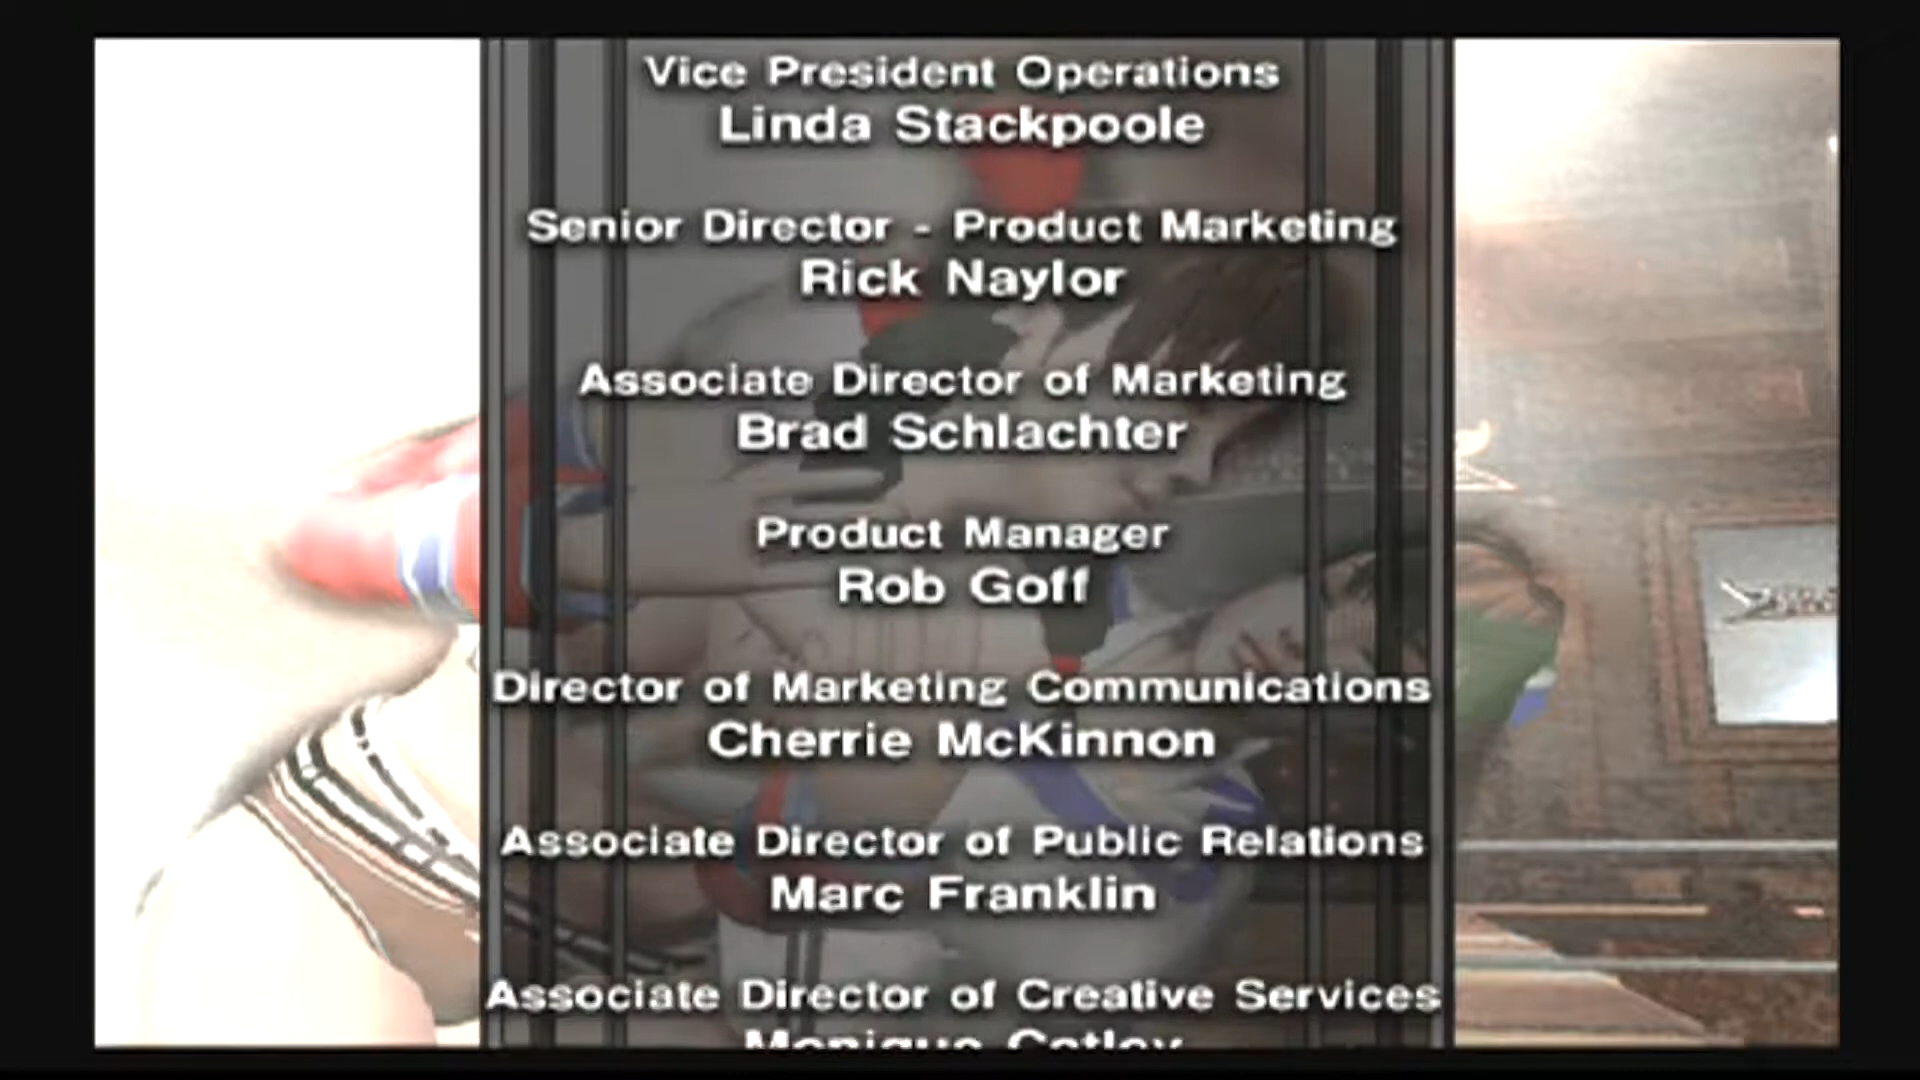 Vice President Operations
Linda Stackpoole
Senior Director - Product Marketing
Rick Naylor
Associate Director of Marketing
Brad Schlachter
Product Manager
Rob Goff
Director of Marketing Communications
Cherrie McKinnon
Associate Director of Public Relations
Marc Franklin
Associate Director of Creative Services
Monique Catley